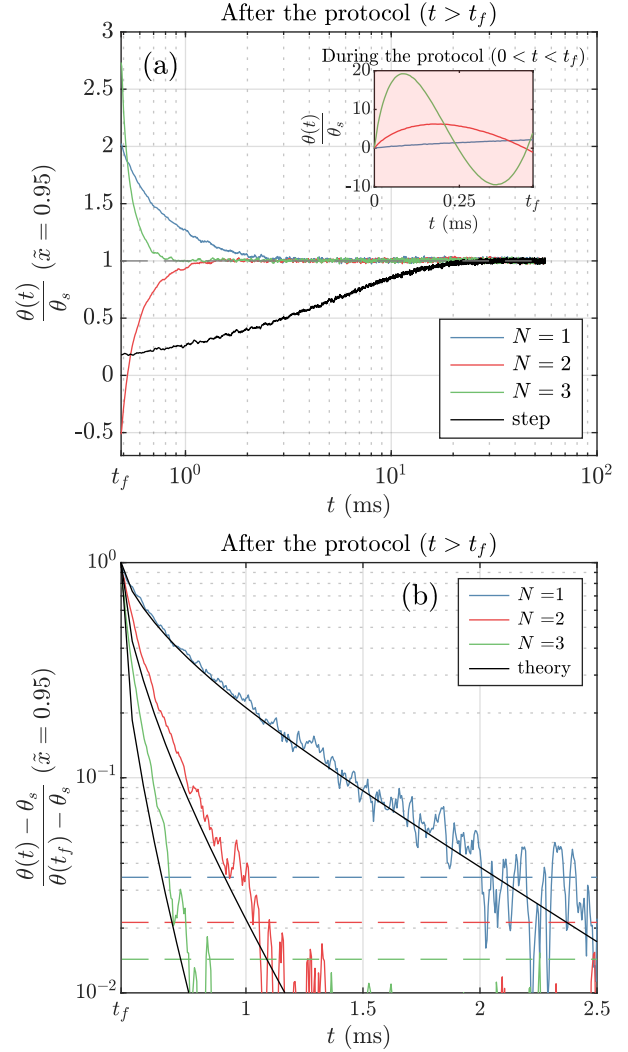 After the protocol (t > t_f)
3
2.5
2
1.5
1
0.5
0
-0.5
(a)
θ(t)/θ_s (x̃ = 0.95)
During the protocol (0 < t < t_f)
20
10
0
-10
θ(t)/θ_s
0
0.25
t_f
t (ms)
N = 1
N = 2
N = 3
step
t_f
10^0
10^1
10^2
t (ms)
After the protocol (t > t_f)
10^0
10^-1
10^-2
(b)
θ(t) − θ_s / θ(t_f) − θ_s (x̃ = 0.95)
N =1
N =2
N =3
theory
t_f
1
1.5
2
2.5
t (ms)